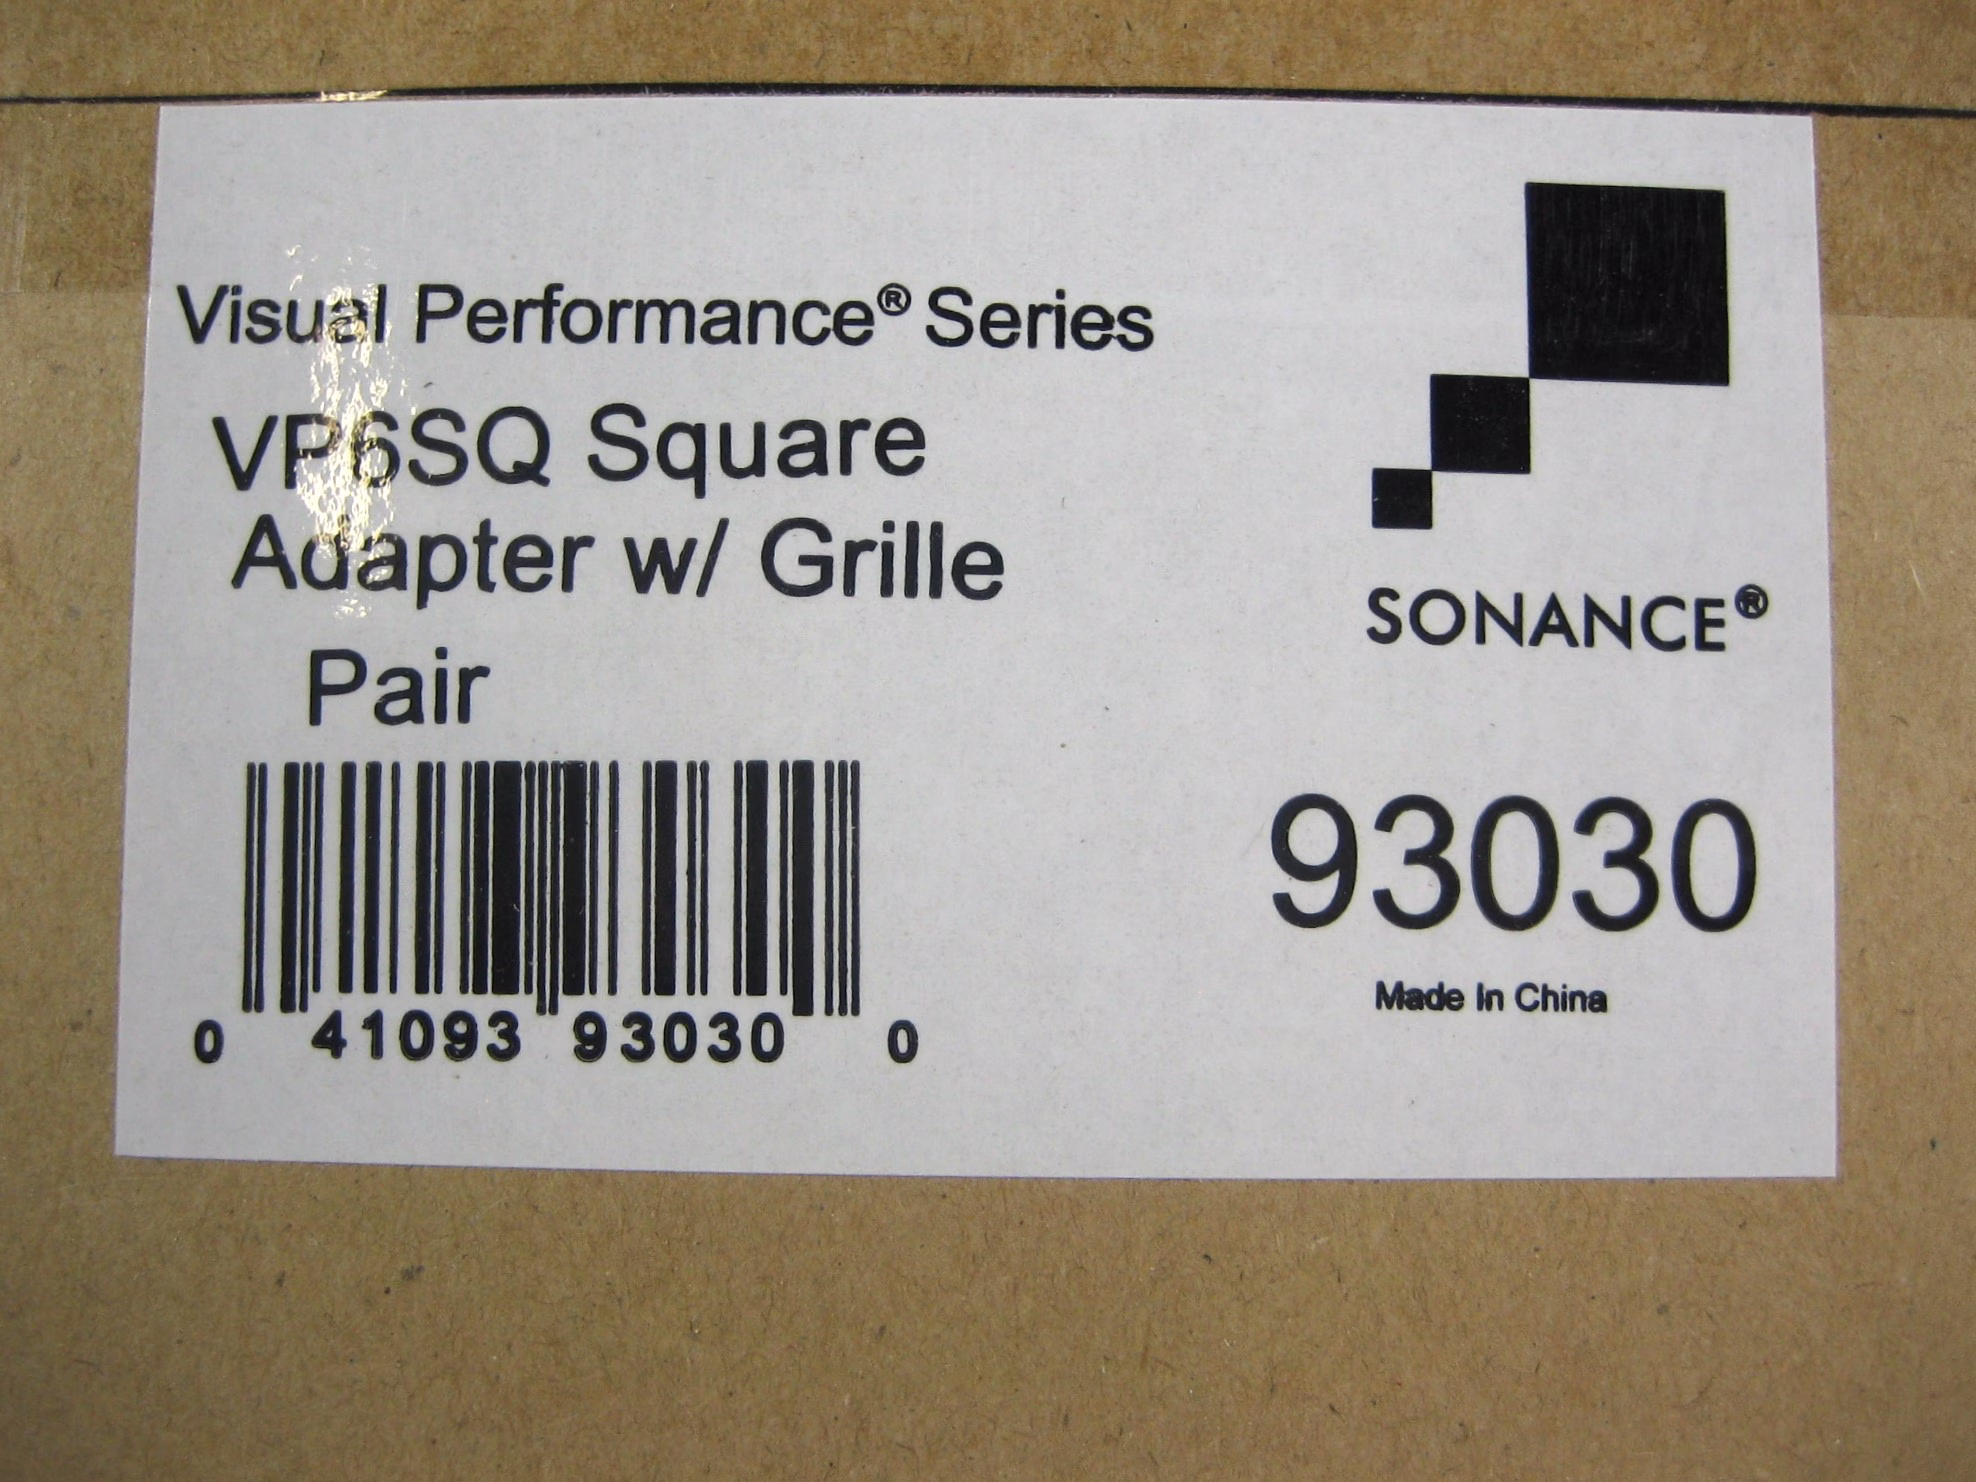 Visual Performance® Series
VP6SQ Square
Adapter w/ Grille
Pair
0 41093 93030 0
SONANCE®
93030
Made In China